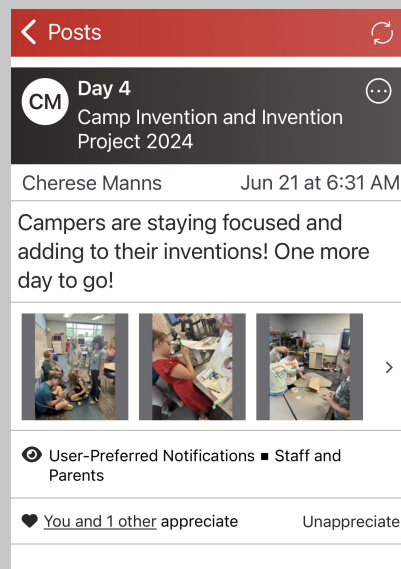 Posts
CM
Day 4
Camp Invention and Invention
Project 2024
Cherese Manns
Jun 21 at 6:31 AM
Campers are staying focused and
adding to their inventions! One more
day to go!
User-Preferred Notifications ▪ Staff and
Parents
You and 1 other appreciate
Unappreciate